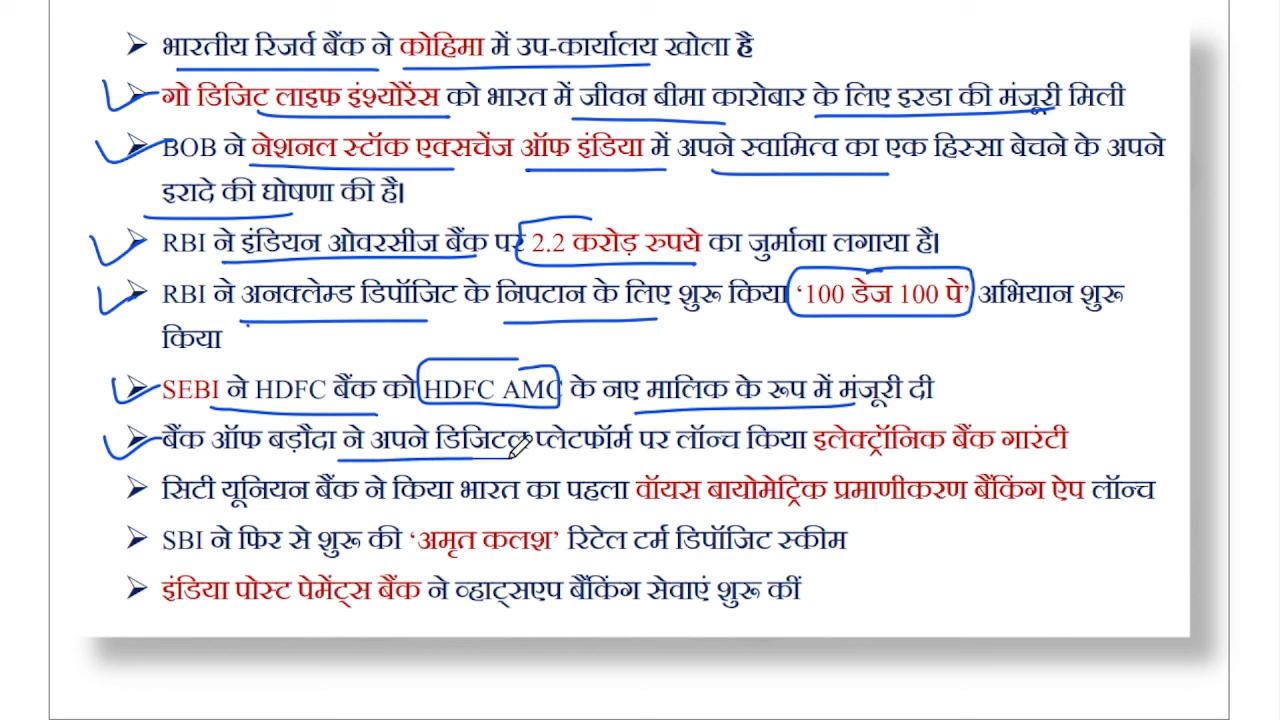 ➢ भारतीय रिजर्व बैंक ने कोहिमा में उप-कार्यालय खोला है
➢ गो डिजिट लाइफ इंश्योरेंस को भारत में जीवन बीमा कारोबार के लिए इरडा की मंजूरी मिली
➢ BOB ने नेशनल स्टॉक एक्सचेंज ऑफ इंडिया में अपने स्वामित्व का एक हिस्सा बेचने के अपने
इरादे की घोषणा की है।
➢ RBI ने इंडियन ओवरसीज बैंक पर 2.2 करोड़ रुपये का जुर्माना लगाया है।
➢ RBI ने अनक्लेम्ड डिपॉजिट के निपटान के लिए शुरू किया ‘100 डेज 100 पे’ अभियान शुरू
किया
➢ SEBI ने HDFC बैंक को HDFC AMC के नए मालिक के रूप में मंजूरी दी
➢ बैंक ऑफ बड़ौदा ने अपने डिजिटल प्लेटफॉर्म पर लॉन्च किया इलेक्ट्रॉनिक बैंक गारंटी
➢ सिटी यूनियन बैंक ने किया भारत का पहला वॉयस बायोमेट्रिक प्रमाणीकरण बैंकिंग ऐप लॉन्च
➢ SBI ने फिर से शुरू की ‘अमृत कलश’ रिटेल टर्म डिपॉजिट स्कीम
➢ इंडिया पोस्ट पेमेंट्स बैंक ने व्हाट्सएप बैंकिंग सेवाएं शुरू कीं